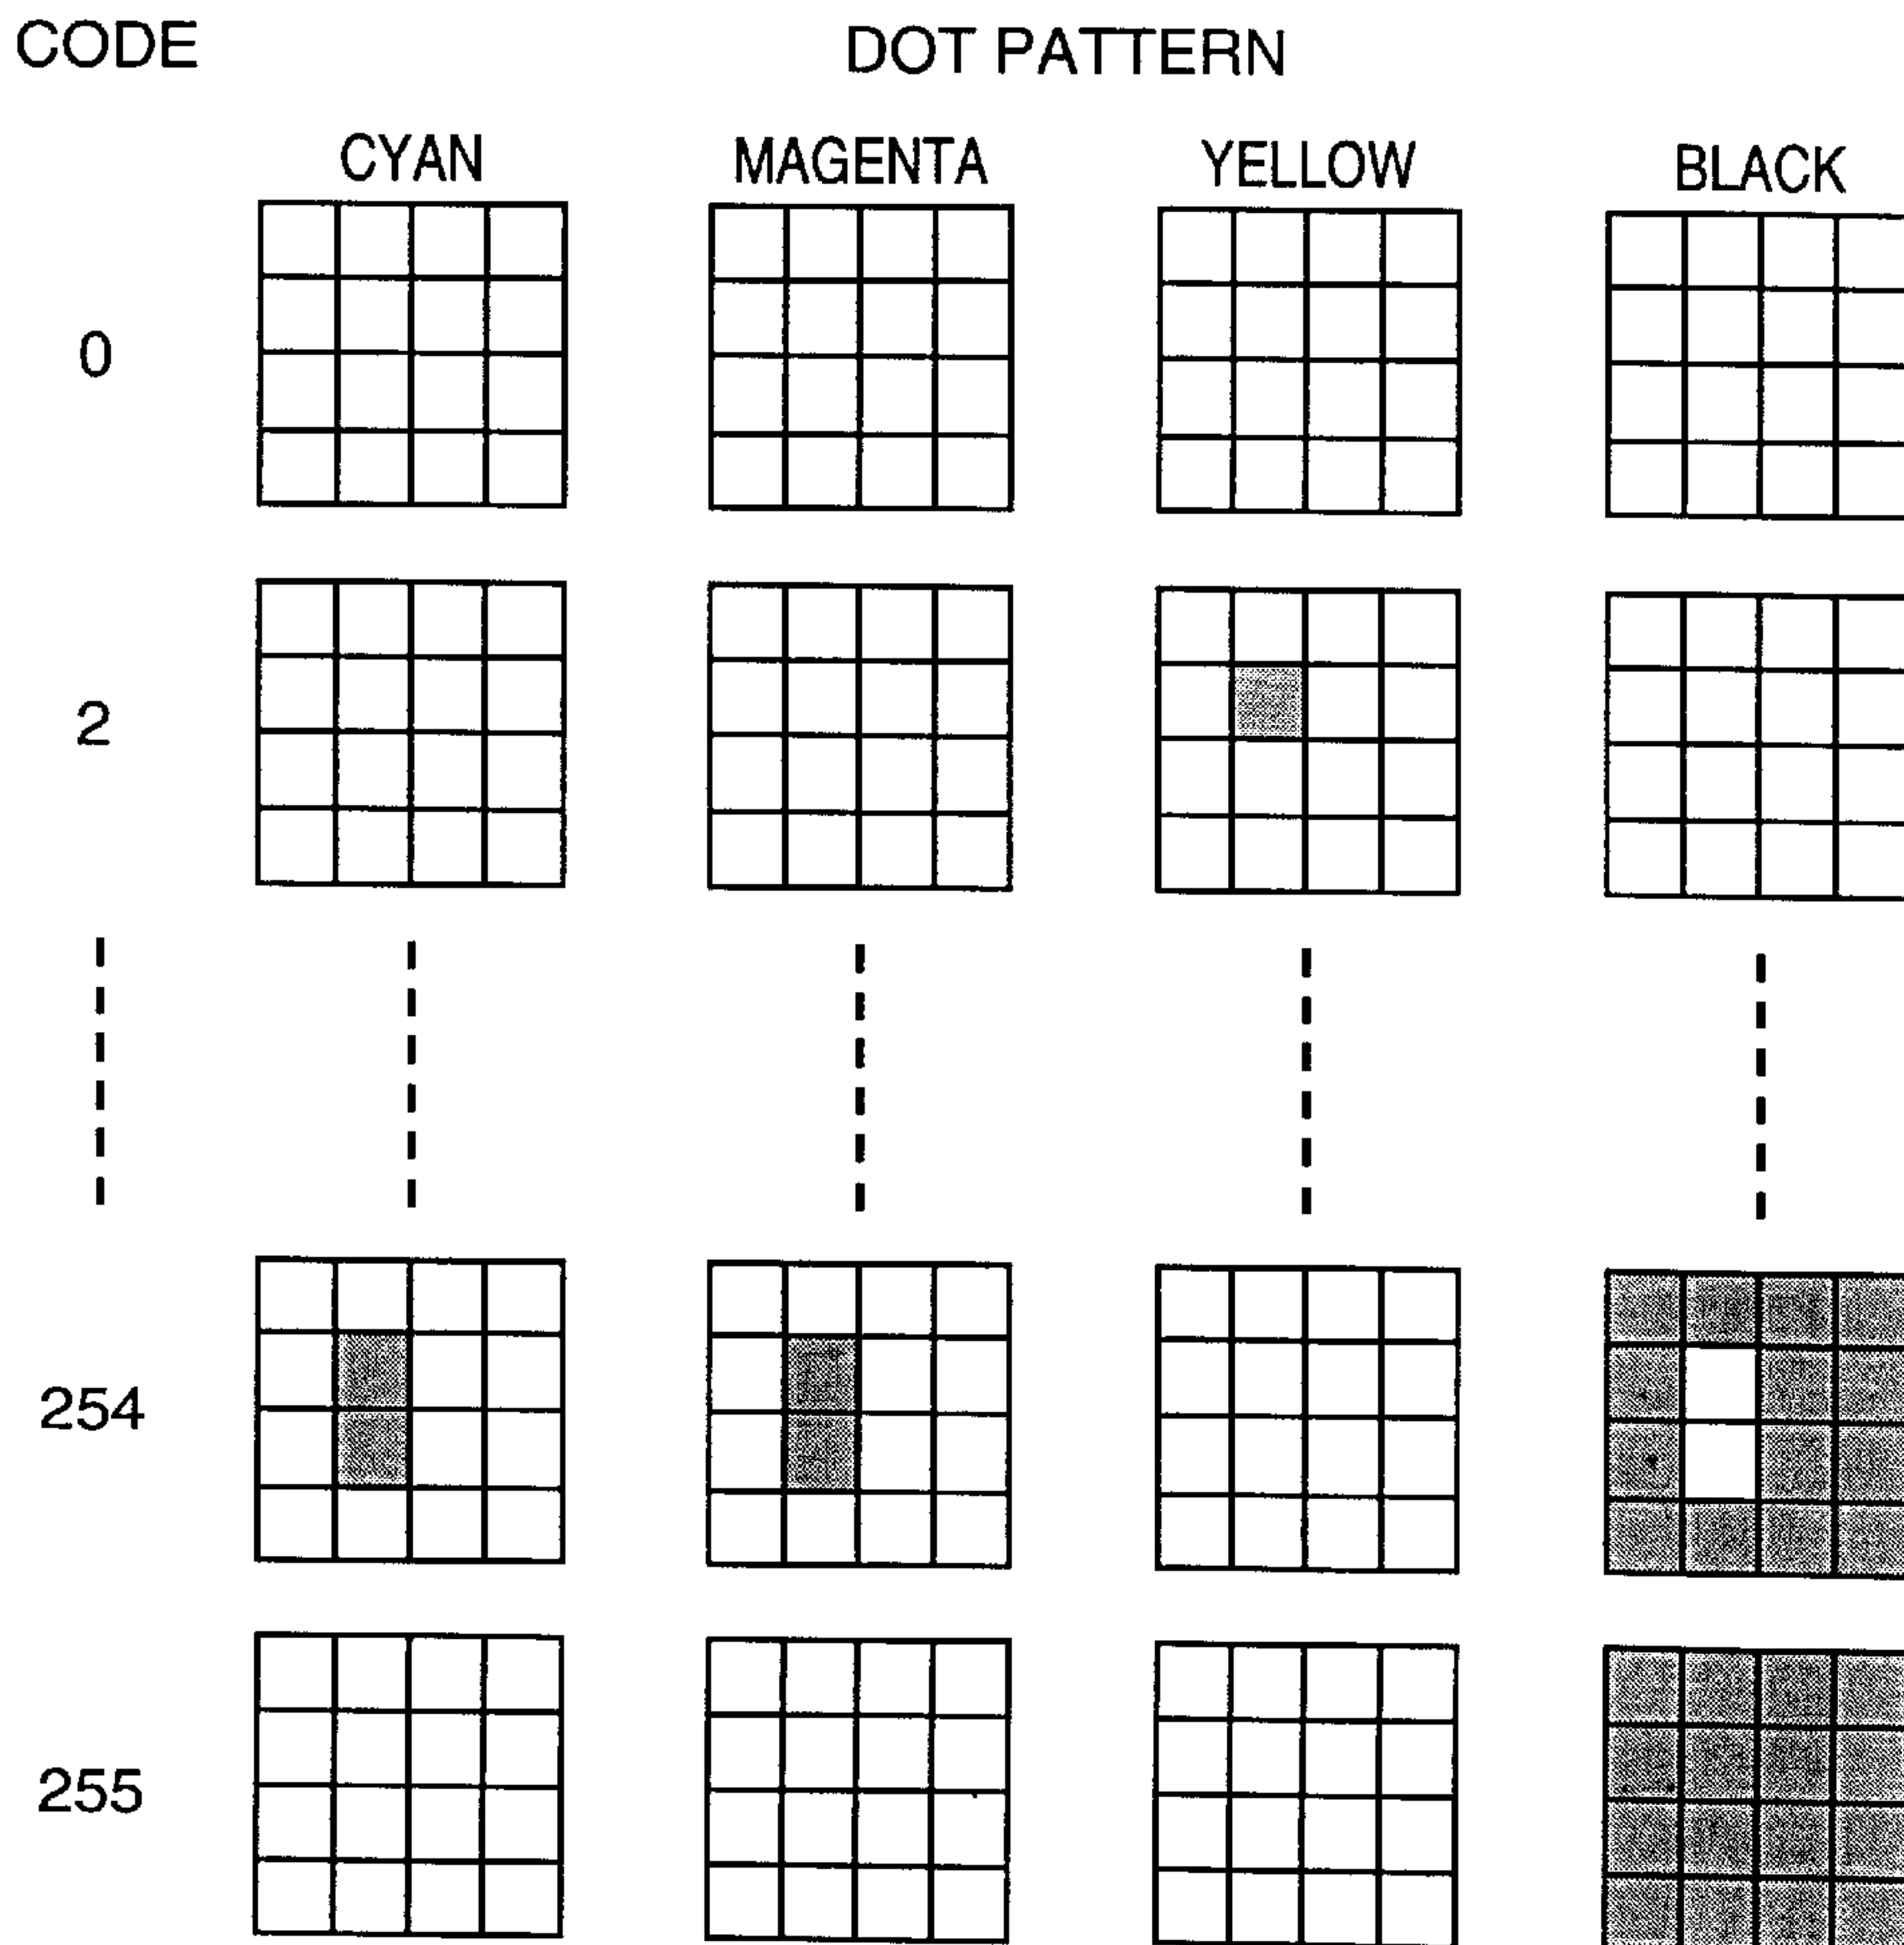 CODE DOT PATTERN
CYAN MAGENTA YELLOW BLACK
0
2
254
255